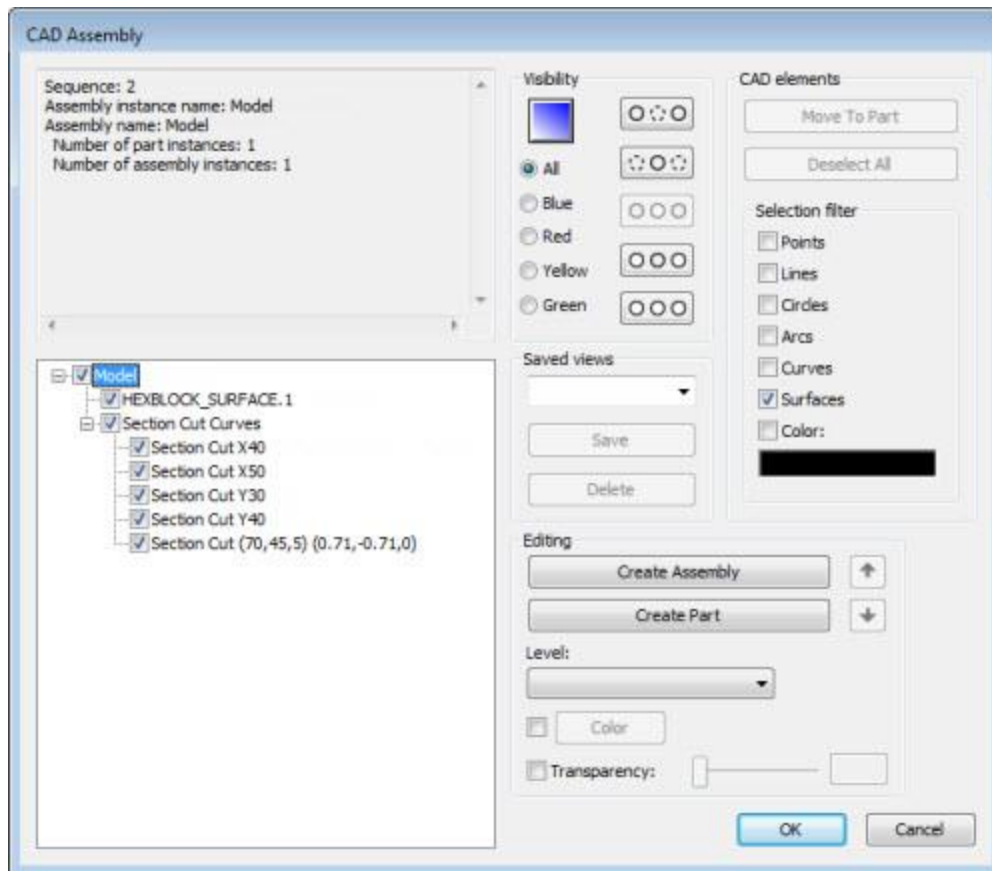 CAD Assembly
Sequence: 2
Assembly instance name: Model
Assembly name: Model
Number of part instances: 1
Number of assembly instances: 1
Visibility
All
Blue
Red
Yellow
Green
CAD elements
Move To Part
Deselect All
Selection filter
Points
Lines
Circles
Arcs
Curves
Surfaces
Color:
Model
HEXBLOCK_SURFACE.1
Section Cut Curves
Section Cut X40
Section Cut X50
Section Cut Y30
Section Cut Y40
Section Cut (70,45,5) (0.71,-0.71,0)
Saved views
Save
Delete
Editing
Create Assembly
Create Part
Level:
Color
Transparency:
OK
Cancel